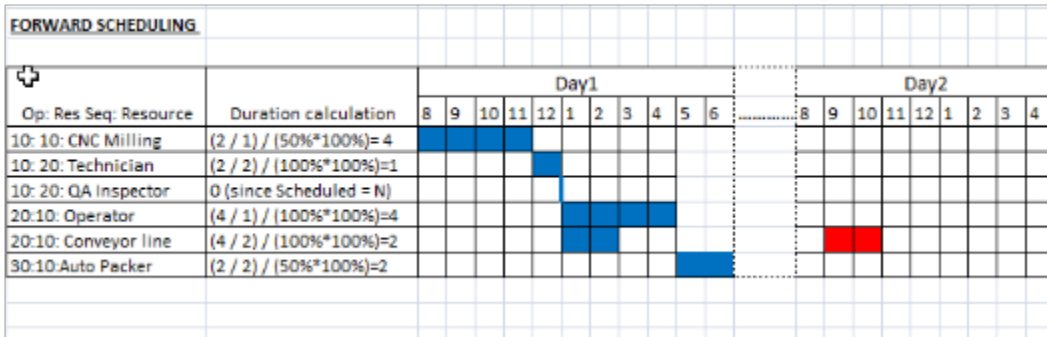 FORWARD SCHEDULING
Day1 Day2
Op: Res Seq: Resource Duration calculation 8 9 10 11 12 1 2 3 4 5 6 ............. 8 9 10 11 12 1 2 3 4
10: 10: CNC Milling (2 / 1) / (50%*100%)= 4
10: 20: Technician (2 / 2) / (100%*100%)=1
10: 20: QA Inspector 0 (since Scheduled = N)
20:10: Operator (4 / 1) / (100%*100%)=4
20:10: Conveyor line (4 / 2) / (100%*100%)=2
30:10:Auto Packer (2 / 2) / (50%*100%)=2